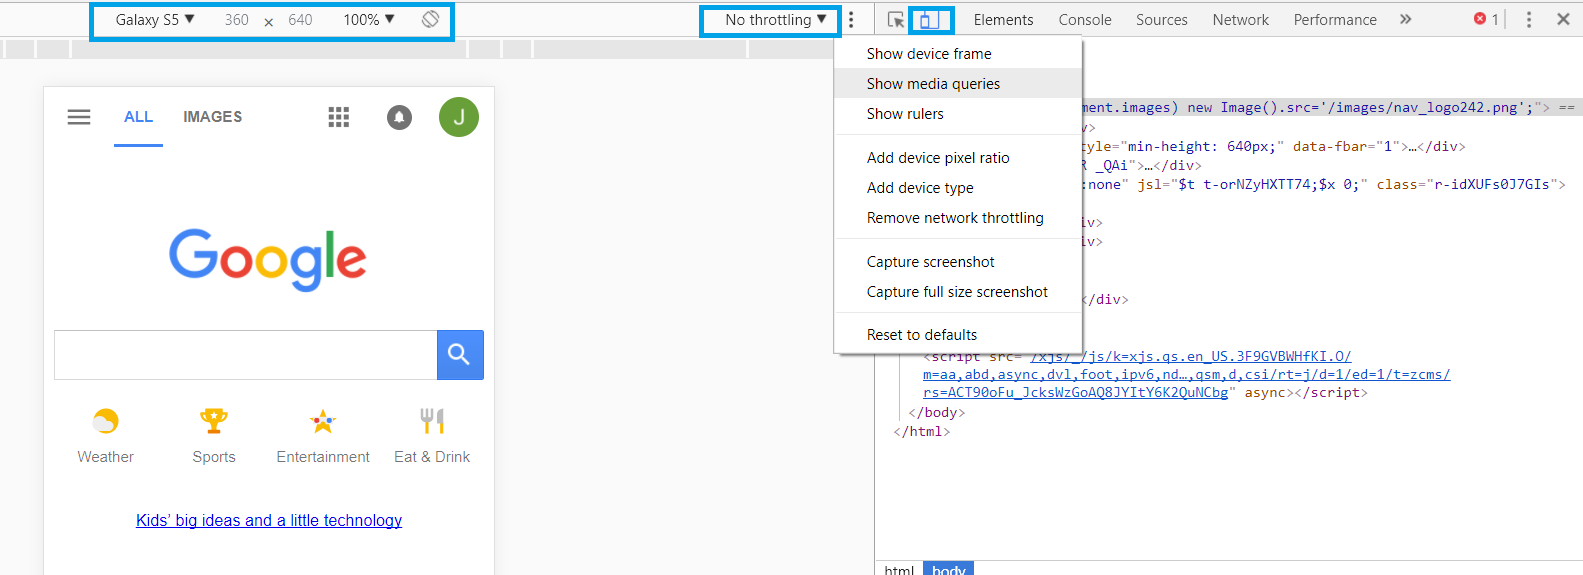 Galaxy S5 ▼ 360 × 640 100% ▼
No throttling ▼
Elements Console Sources Network Performance » 1
ALL IMAGES J
Google
Weather Sports Entertainment Eat & Drink
Kids’ big ideas and a little technology
Show device frame
Show media queries
Show rulers
Add device pixel ratio
Add device type
Remove network throttling
Capture screenshot
Capture full size screenshot
Reset to defaults
ment.images) new Image().src='/images/nav_logo242.png';"> ==
v>
tyle="min-height: 640px;" data-fbar="1">…</div>
R _QAi">…</div>
:none" jsl="$t t-orNZyHXTT74;$x 0;" class="r-idXUFs0J7GIs">
iv>
iv>
</div>
<script src="/xjs/_/js/k=xjs.qs.en_US.3F9GVBWHfKI.O/
m=aa,abd,async,dvl,foot,ipv6,nd…,qsm,d,csi/rt=j/d=1/ed=1/t=zcms/
rs=ACT90oFu_JcksWzGoAQ8JYItY6K2QuNCbg" async></script>
</body>
</html>
html body